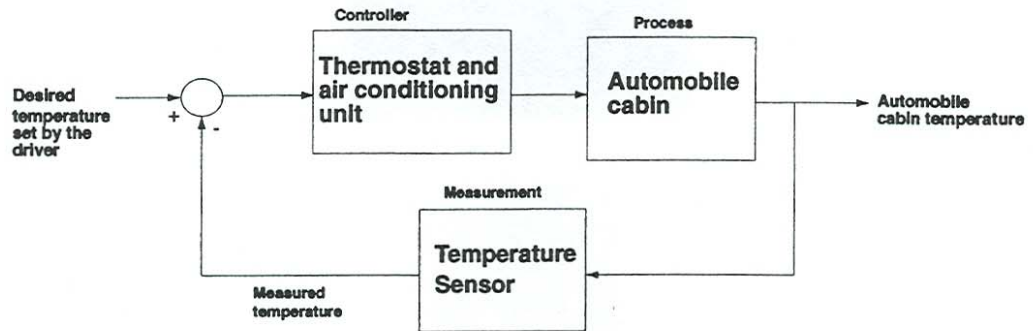 Controller
Process
Thermostat and
air conditioning
unit
Automobile
cabin
Desired
temperature
set by the
driver
+
-
Automobile
cabin temperature
Measurement
Temperature
Sensor
Measured
temperature